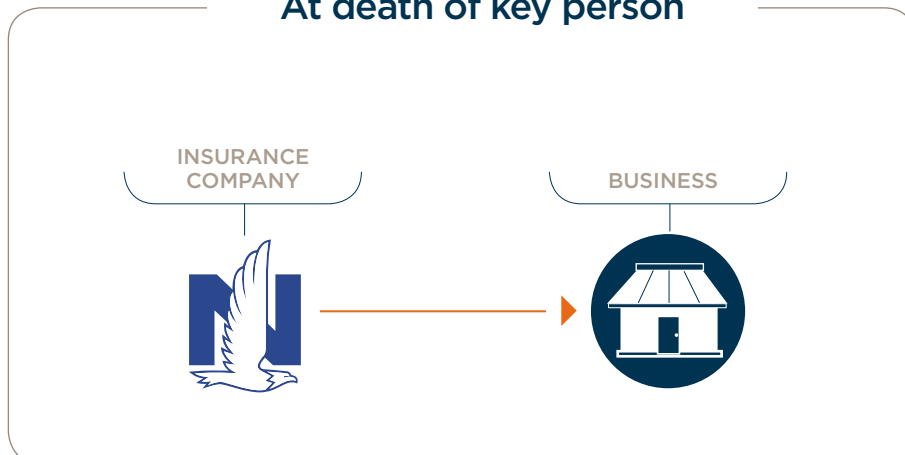 At death of key person
INSURANCE
COMPANY
BUSINESS
N